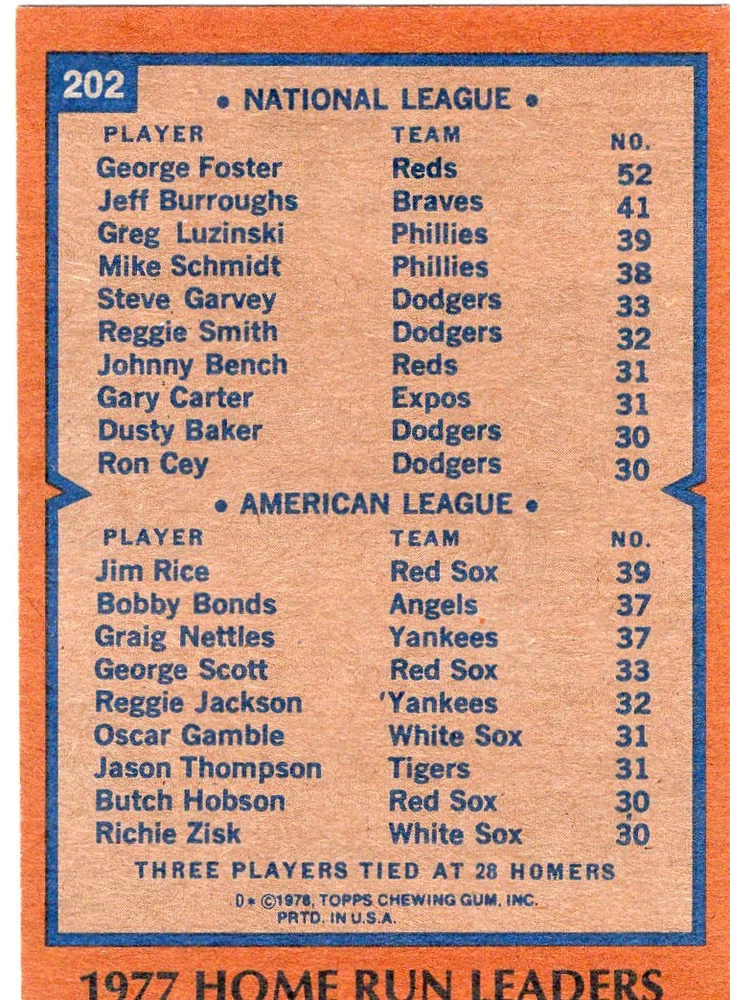 202
• NATIONAL LEAGUE •
PLAYER TEAM NO.
George Foster Reds 52
Jeff Burroughs Braves 41
Greg Luzinski Phillies 39
Mike Schmidt Phillies 38
Steve Garvey Dodgers 33
Reggie Smith Dodgers 32
Johnny Bench Reds 31
Gary Carter Expos 31
Dusty Baker Dodgers 30
Ron Cey Dodgers 30
• AMERICAN LEAGUE •
PLAYER TEAM NO.
Jim Rice Red Sox 39
Bobby Bonds Angels 37
Graig Nettles Yankees 37
George Scott Red Sox 33
Reggie Jackson Yankees 32
Oscar Gamble White Sox 31
Jason Thompson Tigers 31
Butch Hobson Red Sox 30
Richie Zisk White Sox 30
THREE PLAYERS TIED AT 28 HOMERS
D* ©1978, TOPPS CHEWING GUM, INC.
PRTD. IN U.S.A.
1977 HOME RUN LEADERS